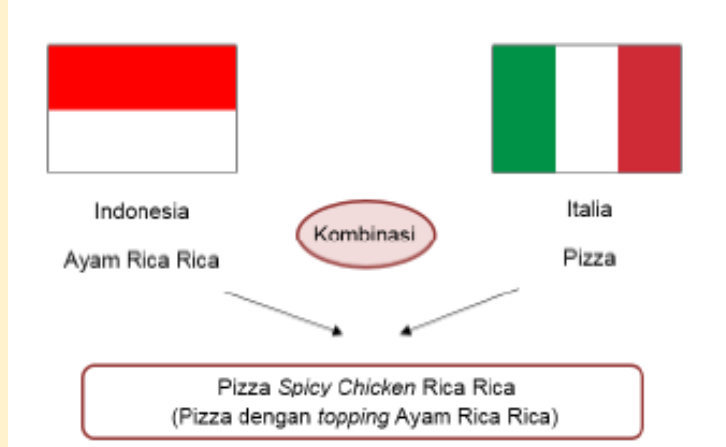 Indonesia
Ayam Rica Rica
Kombinasi
Italia
Pizza
Pizza Spicy Chicken Rica Rica
(Pizza dengan topping Ayam Rica Rica)